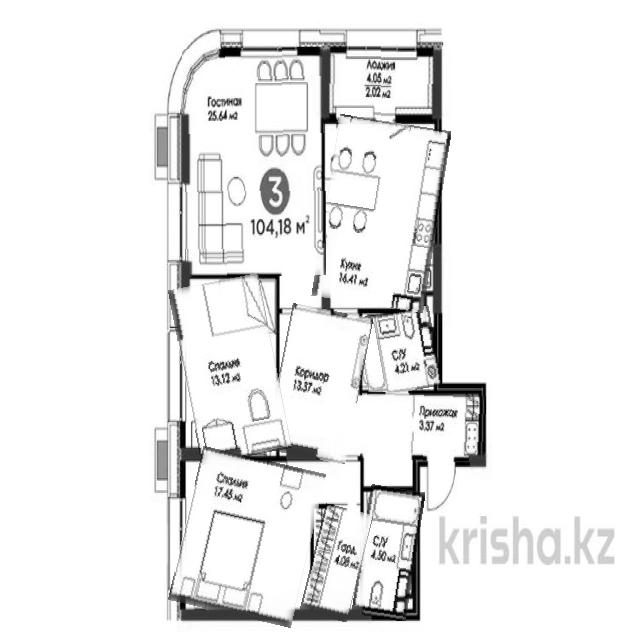 Лоджия
4.05 м2
2.02 м2
Гостиная
25.64 м2
3
104,18 м²
Кухня
16.41 м2
Спальня
13.12 м2
Коридор
13.37 м2
С/У
4.21 м2
Прихожая
3.37 м2
Спальня
17.45 м2
Гард.
4.08 м2
С/У
4.50 м2
krisha.kz